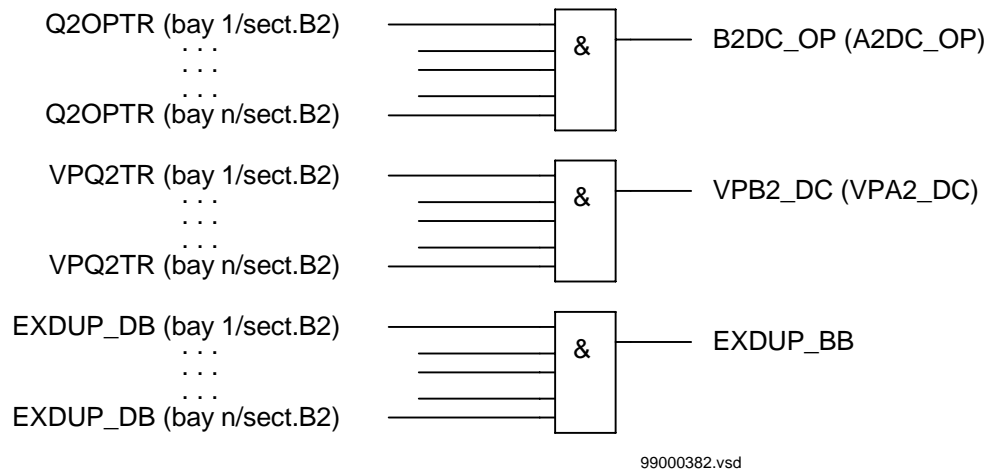 Q2OPTR (bay 1/sect.B2)
. . .
. . .
. . .
Q2OPTR (bay n/sect.B2)
&
B2DC_OP (A2DC_OP)
VPQ2TR (bay 1/sect.B2)
. . .
. . .
. . .
VPQ2TR (bay n/sect.B2)
&
VPB2_DC (VPA2_DC)
EXDUP_DB (bay 1/sect.B2)
. . .
. . .
. . .
EXDUP_DB (bay n/sect.B2)
&
EXDUP_BB
99000382.vsd